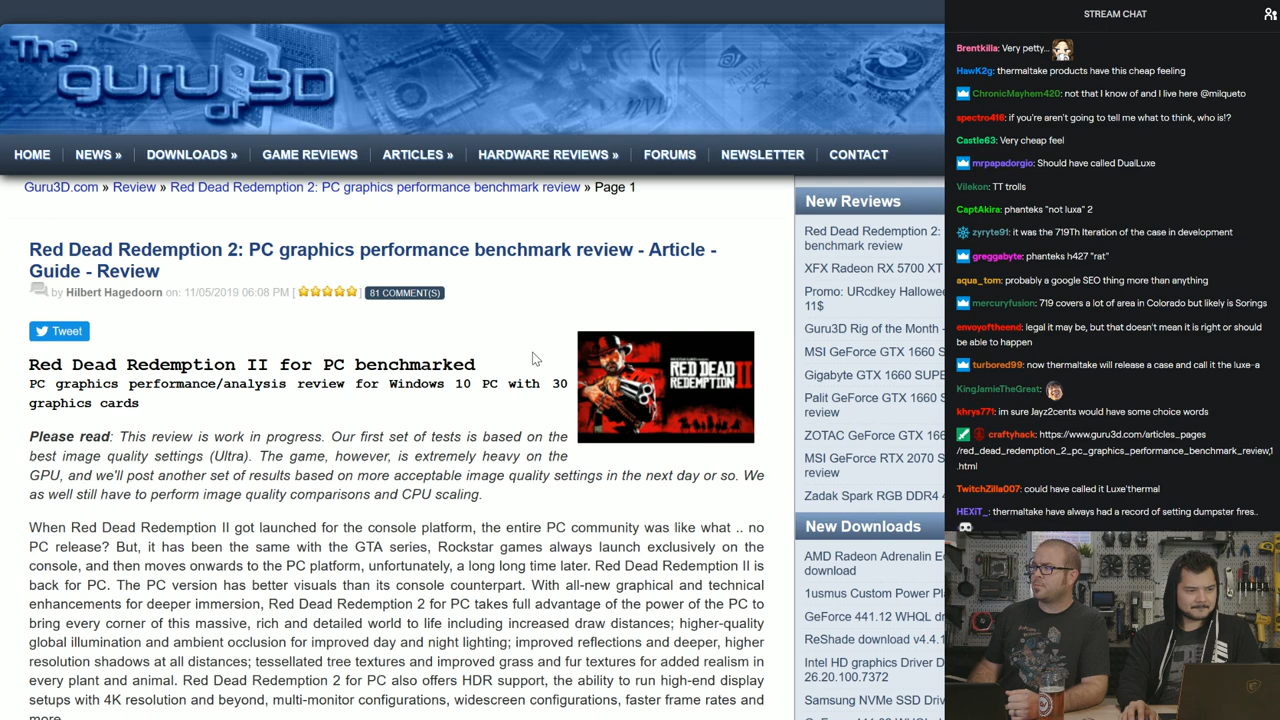 The guru of 3D
HOME
NEWS »
DOWNLOADS »
GAME REVIEWS
ARTICLES »
HARDWARE REVIEWS »
FORUMS
NEWSLETTER
CONTACT
Guru3D.com » Review » Red Dead Redemption 2: PC graphics performance benchmark review » Page 1
Red Dead Redemption 2: PC graphics performance benchmark review - Article -
Guide - Review
by Hilbert Hagedoorn on: 11/05/2019 06:08 PM [ ] 81 COMMENT(S)
Tweet
Red Dead Redemption II for PC benchmarked
PC graphics performance/analysis review for Windows 10 PC with 30
graphics cards
RED DEAD
REDEMPTION
II
Please read: This review is work in progress. Our first set of tests is based on the
best image quality settings (Ultra). The game, however, is extremely heavy on the
GPU, and we'll post another set of results based on more acceptable image quality settings in the next day or so. We
as well still have to perform image quality comparisons and CPU scaling.
When Red Dead Redemption II got launched for the console platform, the entire PC community was like what .. no
PC release? But, it has been the same with the GTA series, Rockstar games always launch exclusively on the
console, and then moves onwards to the PC platform, unfortunately, a long long time later. Red Dead Redemption II is
back for PC. The PC version has better visuals than its console counterpart. With all-new graphical and technical
enhancements for deeper immersion, Red Dead Redemption 2 for PC takes full advantage of the power of the PC to
bring every corner of this massive, rich and detailed world to life including increased draw distances; higher-quality
global illumination and ambient occlusion for improved day and night lighting; improved reflections and deeper, higher
resolution shadows at all distances; tessellated tree textures and improved grass and fur textures for added realism in
every plant and animal. Red Dead Redemption 2 for PC also offers HDR support, the ability to run high-end display
setups with 4K resolution and beyond, multi-monitor configurations, widescreen configurations, faster frame rates and
more.
New Reviews
Red Dead Redemption 2:
benchmark review
XFX Radeon RX 5700 XT
Promo: URcdkey Hallowe
11$
Guru3D Rig of the Month -
MSI GeForce GTX 1660 S
Gigabyte GTX 1660 SUPE
Palit GeForce GTX 1660 S
review
ZOTAC GeForce GTX 166
MSI GeForce RTX 2070 S
review
Zadak Spark RGB DDR4 4
New Downloads
AMD Radeon Adrenalin E
download
1usmus Custom Power Pl
GeForce 441.12 WHQL d
ReShade download v4.4.1
Intel HD graphics Driver D
26.20.100.7372
Samsung NVMe SSD Driv
STREAM CHAT
Brentkilla: Very petty...
HawK2g: thermaltake products have this cheap feeling
ChronicMayhem420: not that I know of and I live here @milqueto
spectro416: if you're aren't going to tell me what to think, who is!?
Castle63: Very cheap feel
mrpapadorgio: Should have called DualLuxe
Vilekon: TT trolls
CaptAkira: phanteks "not luxa" 2
zyryte91: it was the 719Th Iteration of the case in development
greggabyte: phanteks h427 "rat"
aqua_tom: probably a google SEO thing more than anything
mercuryfusion: 719 covers a lot of area in Colorado but likely is Sorings
envoyoftheend: legal it may be, but that doesn't mean it is right or should
be able to happen
turbored99: now thermaltake will release a case and call it the luxe-a
KingJamieTheGreat:
khrys771: im sure Jayz2cents would have some choice words
craftyhack: https://www.guru3d.com/articles_pages
/red_dead_redemption_2_pc_graphics_performance_benchmark_review,1
.html
TwitchZilla007: could have called it Luxe'thermal
HEXiT_: thermaltake have always had a record of setting dumpster fires..